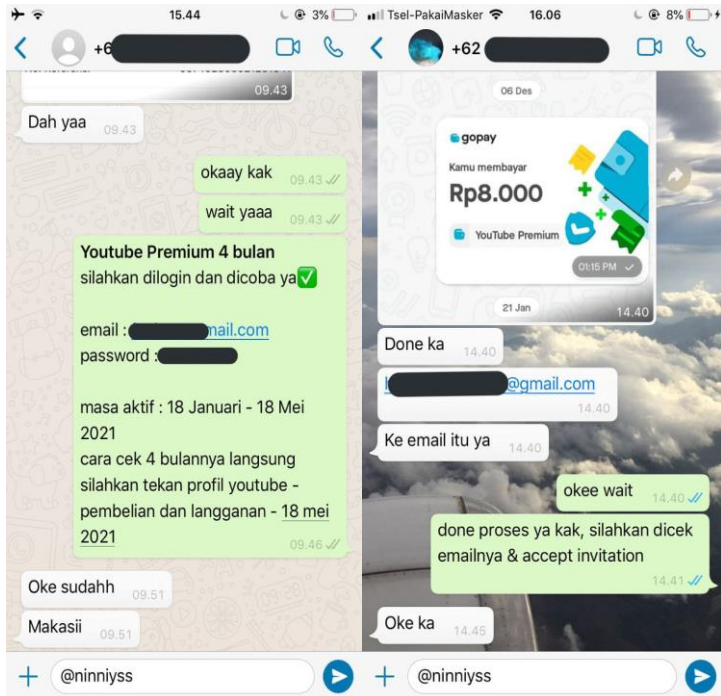 15.44
3%
+6
09.43
Dah yaa 09.43
okaay kak 09.43
wait yaaa 09.43
Youtube Premium 4 bulan
silahkan dilogin dan dicoba ya✅
email : mail.com
password :
masa aktif : 18 Januari - 18 Mei
2021
cara cek 4 bulannya langsung
silahkan tekan profil youtube -
pembelian dan langganan - 18 mei
2021 09.46
Oke sudahh 09.51
Makasii 09.51
@ninniyss
Tsel-PakaiMasker 16.06 8%
+62
06 Des
gopay
Kamu membayar
Rp8.000
YouTube Premium
01:15 PM
21 Jan
14.40
Done ka 14.40
@gmail.com
14.40
Ke email itu ya 14.40
okee wait 14.40
done proses ya kak, silahkan dicek
emailnya & accept invitation
14.41
Oke ka 14.45
@ninniyss